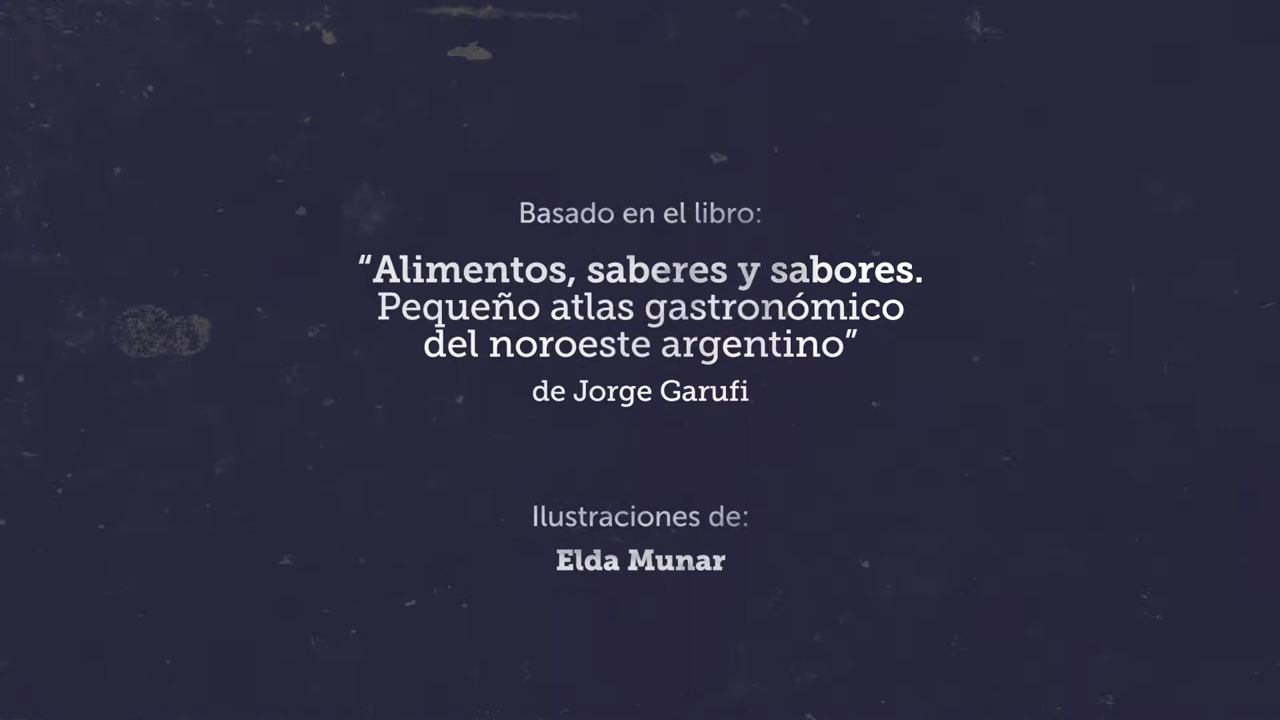 Basado en el libro:
“Alimentos, saberes y sabores.
Pequeño atlas gastronómico
del noroeste argentino”
de Jorge Garufi
Ilustraciones de:
Elda Munar